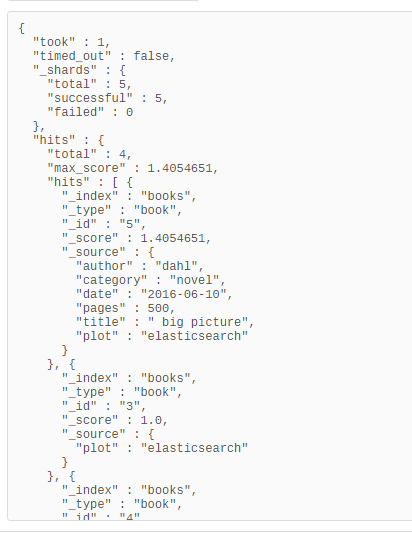 {
  "took" : 1,
  "timed_out" : false,
  "_shards" : {
    "total" : 5,
    "successful" : 5,
    "failed" : 0
  },
  "hits" : {
    "total" : 4,
    "max_score" : 1.4054651,
    "hits" : [ {
      "_index" : "books",
      "_type" : "book",
      "_id" : "5",
      "_score" : 1.4054651,
      "_source" : {
        "author" : "dahl",
        "category" : "novel",
        "date" : "2016-06-10",
        "pages" : 500,
        "title" : " big picture",
        "plot" : "elasticsearch"
      }
    }, {
      "_index" : "books",
      "_type" : "book",
      "_id" : "3",
      "_score" : 1.0,
      "_source" : {
        "plot" : "elasticsearch"
      }
    }, {
      "_index" : "books",
      "_type" : "book",
      "_id" : "4"